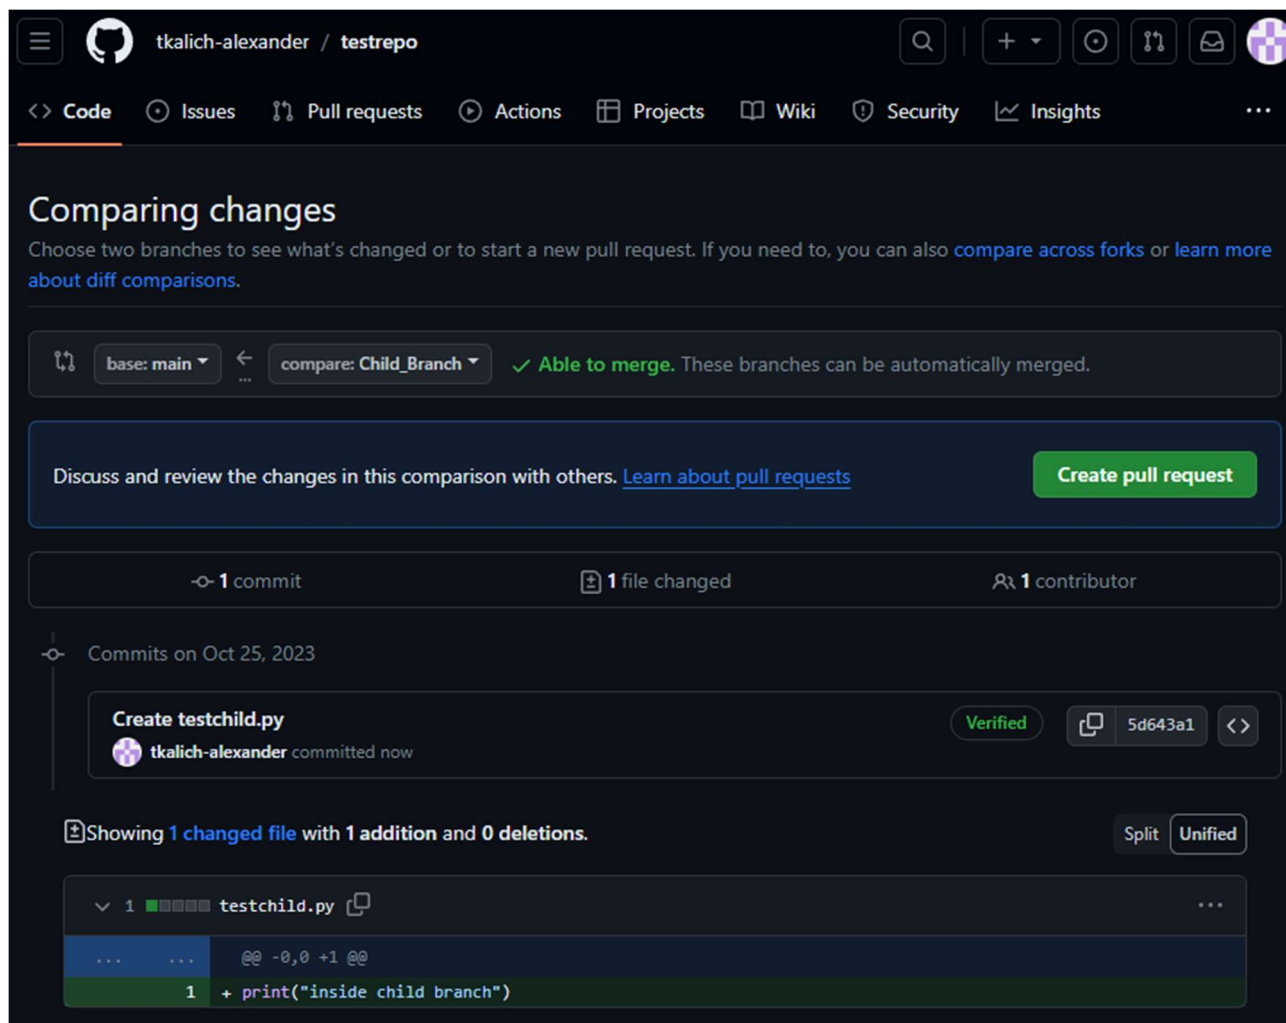 tkalich-alexander / testrepo
<> Code Issues Pull requests Actions Projects Wiki Security Insights ...
Comparing changes
Choose two branches to see what's changed or to start a new pull request. If you need to, you can also compare across forks or learn more
about diff comparisons.
base: main ← ... compare: Child_Branch ✓ Able to merge. These branches can be automatically merged.
Discuss and review the changes in this comparison with others. Learn about pull requests Create pull request
1 commit 1 file changed 1 contributor
Commits on Oct 25, 2023
Create testchild.py Verified 5d643a1 <>
tkalich-alexander committed now
Showing 1 changed file with 1 addition and 0 deletions. Split Unified
1 testchild.py ...
... ... @@ -0,0 +1 @@
1 + print("inside child branch")